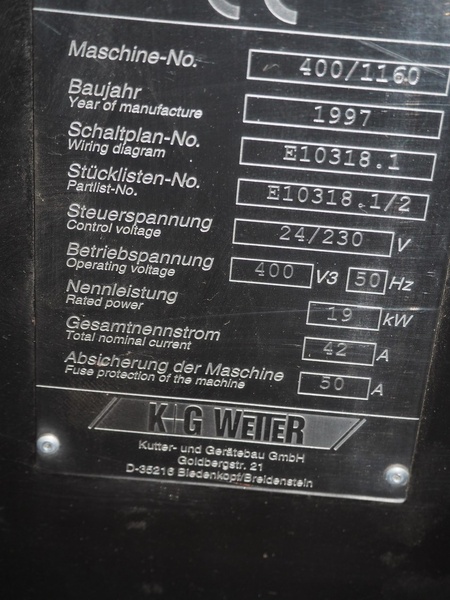 CE
Maschine-No. 400/1160
Baujahr 1997
Year of manufacture
Schaltplan-No. E10318.1
Wiring diagram
Stücklisten-No. E10318.1/2
Partlist-No.
Steuerspannung 24/230 V
Control voltage
Betriebspannung 400 V3 50 Hz
Operating voltage
Nennleistung 19 kW
Rated power
Gesamtnennstrom 42 A
Total nominal current
Absicherung der Maschine 50 A
Fuse protection of the machine
K+G WETTER
Kutter- und Gerätebau GmbH
Goldbergstr. 21
D-35216 Biedenkopf/Breidenstein